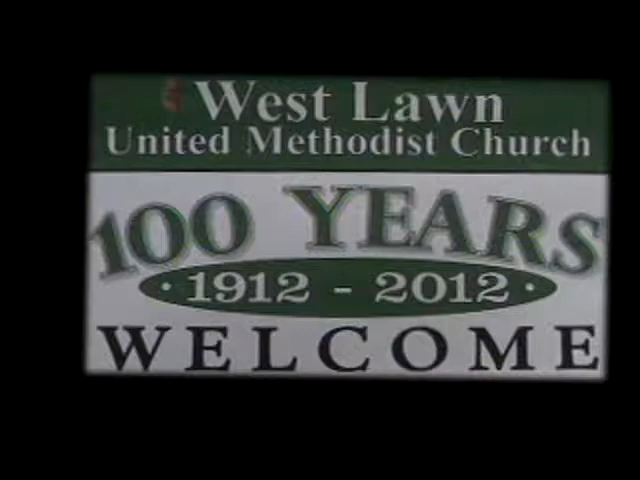 West Lawn
United Methodist Church
100 YEARS
· 1912 - 2012 ·
WELCOME